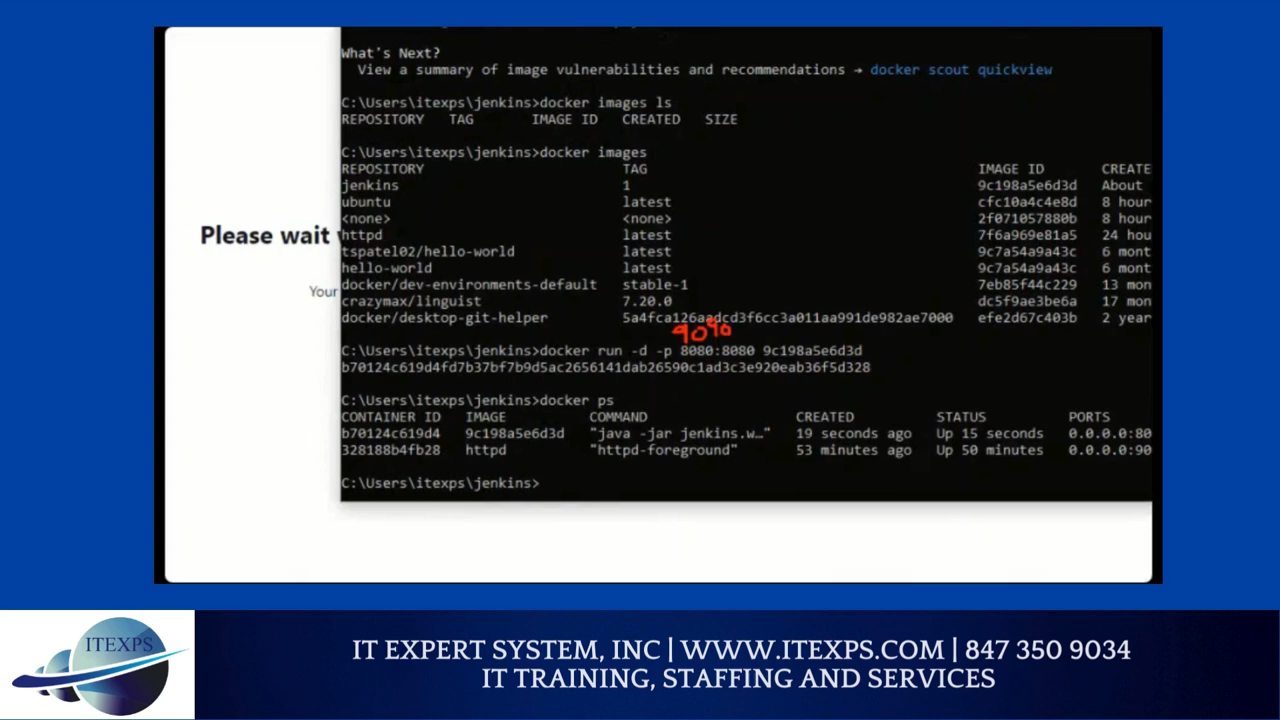 What's Next?
View a summary of image vulnerabilities and recommendations → docker scout quickview
C:\Users\itexps\jenkins>docker images ls
REPOSITORY TAG IMAGE ID CREATED SIZE
C:\Users\itexps\jenkins>docker images
REPOSITORY TAG IMAGE ID CREATE
jenkins 1 9c198a5e6d3d About
ubuntu latest cfc10a4c4e8d 8 hour
<none> <none> 2f071057880b 8 hour
Please wait
httpd latest 7f6a969e81a5 24 hou
tspatel02/hello-world latest 9c7a54a9a43c 6 mont
hello-world latest 9c7a54a9a43c 6 mont
docker/dev-environments-default stable-1 7eb85f44c229 13 mon
Your
crazymax/linguist 7.20.0 dc5f9ae3be6a 17 mon
docker/desktop-git-helper 5a4fca126aadcd3f6cc3a011aa991de982ae7000 efe2d67c403b 2 year
9090
C:\Users\itexps\jenkins>docker run -d -p 8080:8080 9c198a5e6d3d
b70124c619d4fd7b37bf7b9d5ac2656141dab26590c1ad3c3e920eab36f5d328
C:\Users\itexps\jenkins>docker ps
CONTAINER ID IMAGE COMMAND CREATED STATUS PORTS
b70124c619d4 9c198a5e6d3d "java -jar jenkins.w…" 19 seconds ago Up 15 seconds 0.0.0.0:80
328188b4fb28 httpd "httpd-foreground" 53 minutes ago Up 50 minutes 0.0.0.0:90
C:\Users\itexps\jenkins>
ITEXPS
IT EXPERT SYSTEM, INC | WWW.ITEXPS.COM | 847 350 9034
IT TRAINING, STAFFING AND SERVICES